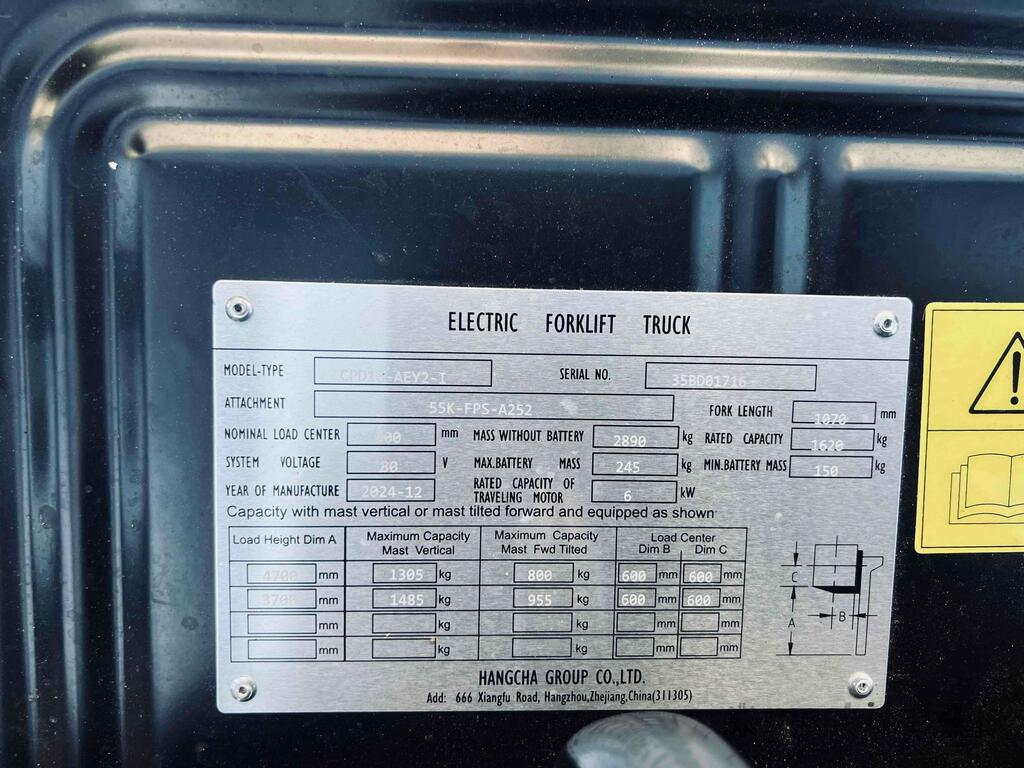 ELECTRIC FORKLIFT TRUCK
MODEL-TYPE SERIAL NO. 35BD01716
ATTACHMENT 55K-FPS-A252 FORK LENGTH 1070 mm
NOMINAL LOAD CENTER mm MASS WITHOUT BATTERY 2890 kg RATED CAPACITY 1620 kg
SYSTEM VOLTAGE 80 V MAX.BATTERY MASS 245 kg MIN.BATTERY MASS 150 kg
YEAR OF MANUFACTURE 2024-12 RATED CAPACITY OF TRAVELING MOTOR 6 kW
Capacity with mast vertical or mast tilted forward and equipped as shown
Load Height Dim A Maximum Capacity Mast Vertical Maximum Capacity Mast Fwd Tilted Load Center Dim B Dim C
4700 mm 1305 kg 800 kg 600 mm 600 mm
3700 mm 1485 kg 955 kg 600 mm 600 mm
mm kg kg mm mm
mm kg kg mm mm
C
B
A
HANGCHA GROUP CO.,LTD.
Add: 666 Xiangfu Road, Hangzhou,Zhejiang,China(311305)